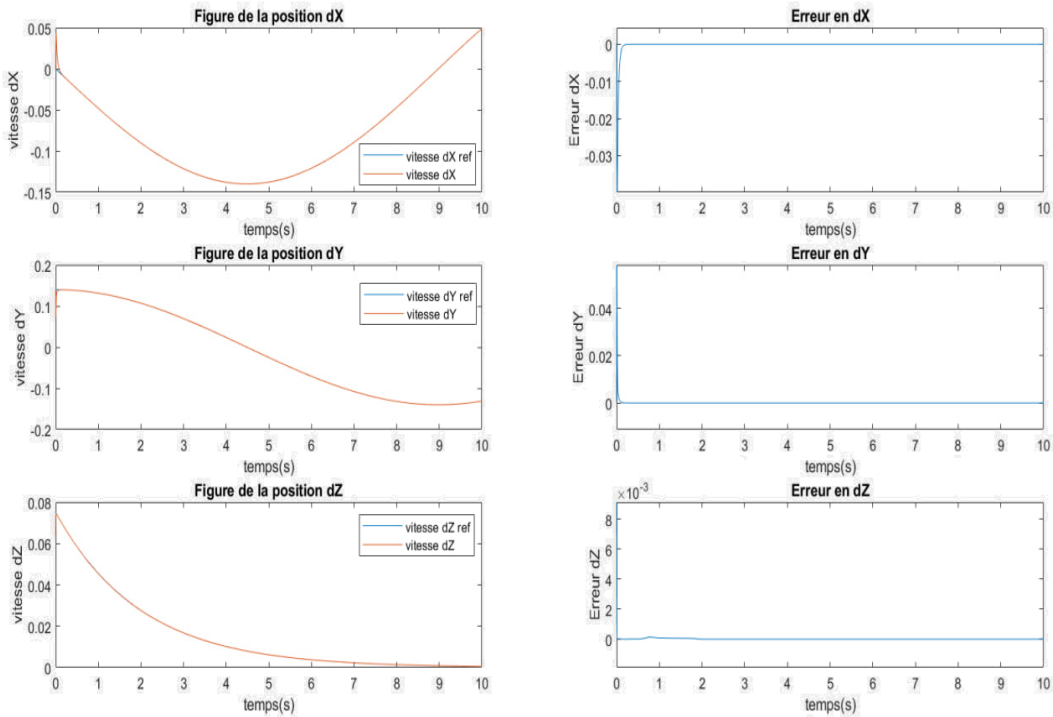 Figure de la position dX
0.05
0
-0.05
-0.1
-0.15
vitesse dX
vitesse dX ref
vitesse dX
0 1 2 3 4 5 6 7 8 9 10
temps(s)
Erreur en dX
0
-0.01
-0.02
-0.03
Erreur dX
0 1 2 3 4 5 6 7 8 9 10
temps(s)
Figure de la position dY
0.2
0.1
0
-0.1
-0.2
vitesse dY
vitesse dY ref
vitesse dY
0 1 2 3 4 5 6 7 8 9 10
temps(s)
Erreur en dY
0.04
0.02
0
Erreur dY
0 1 2 3 4 5 6 7 8 9 10
temps(s)
Figure de la position dZ
0.08
0.06
0.04
0.02
0
vitesse dZ
vitesse dZ ref
vitesse dZ
0 1 2 3 4 5 6 7 8 9 10
temps(s)
Erreur en dZ
×10⁻³
8
6
4
2
0
Erreur dZ
0 1 2 3 4 5 6 7 8 9 10
temps(s)